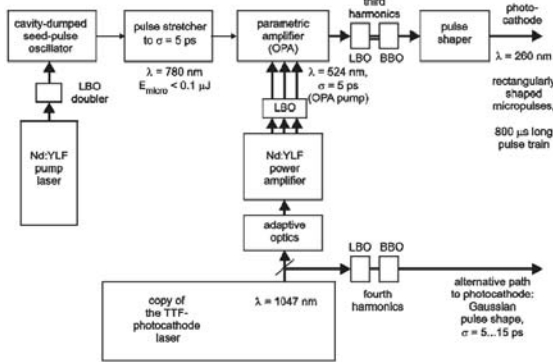 cavity-dumped
seed-pulse
oscillator
pulse stretcher
to σ = 5 ps
parametric
amplifier
(OPA)
third
harmonics
LBO BBO
pulse
shaper
photo-
cathode
λ = 260 nm
rectangularly
shaped
micropulses,
800 µs long
pulse train
λ = 780 nm
E micro < 0.1 µJ
λ = 524 nm,
σ = 5 ps
(OPA pump)
LBO
doubler
LBO
Nd:YLF
pump
laser
Nd:YLF
power
amplifier
adaptive
optics
LBO BBO
fourth
harmonics
alternative path
to photocathode:
Gaussian
pulse shape,
σ = 5...15 ps
copy of
the TTF-
photocathode
laser
λ = 1047 nm